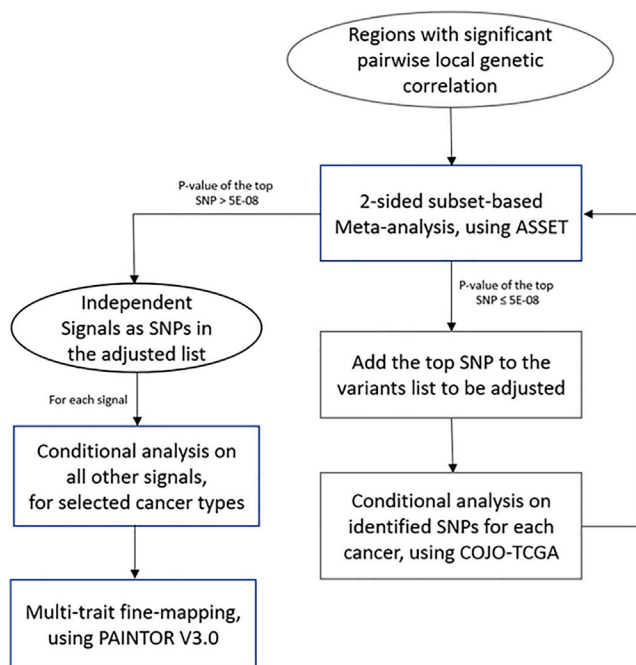 Regions with significant
pairwise local genetic
correlation
P-value of the top
SNP > 5E-08
2-sided subset-based
Meta-analysis, using ASSET
P-value of the top
SNP ≤ 5E-08
Independent
Signals as SNPs in
the adjusted list
Add the top SNP to the
variants list to be adjusted
For each signal
Conditional analysis on
all other signals,
for selected cancer types
Conditional analysis on
identified SNPs for each
cancer, using COJO-TCGA
Multi-trait fine-mapping,
using PAINTOR V3.0